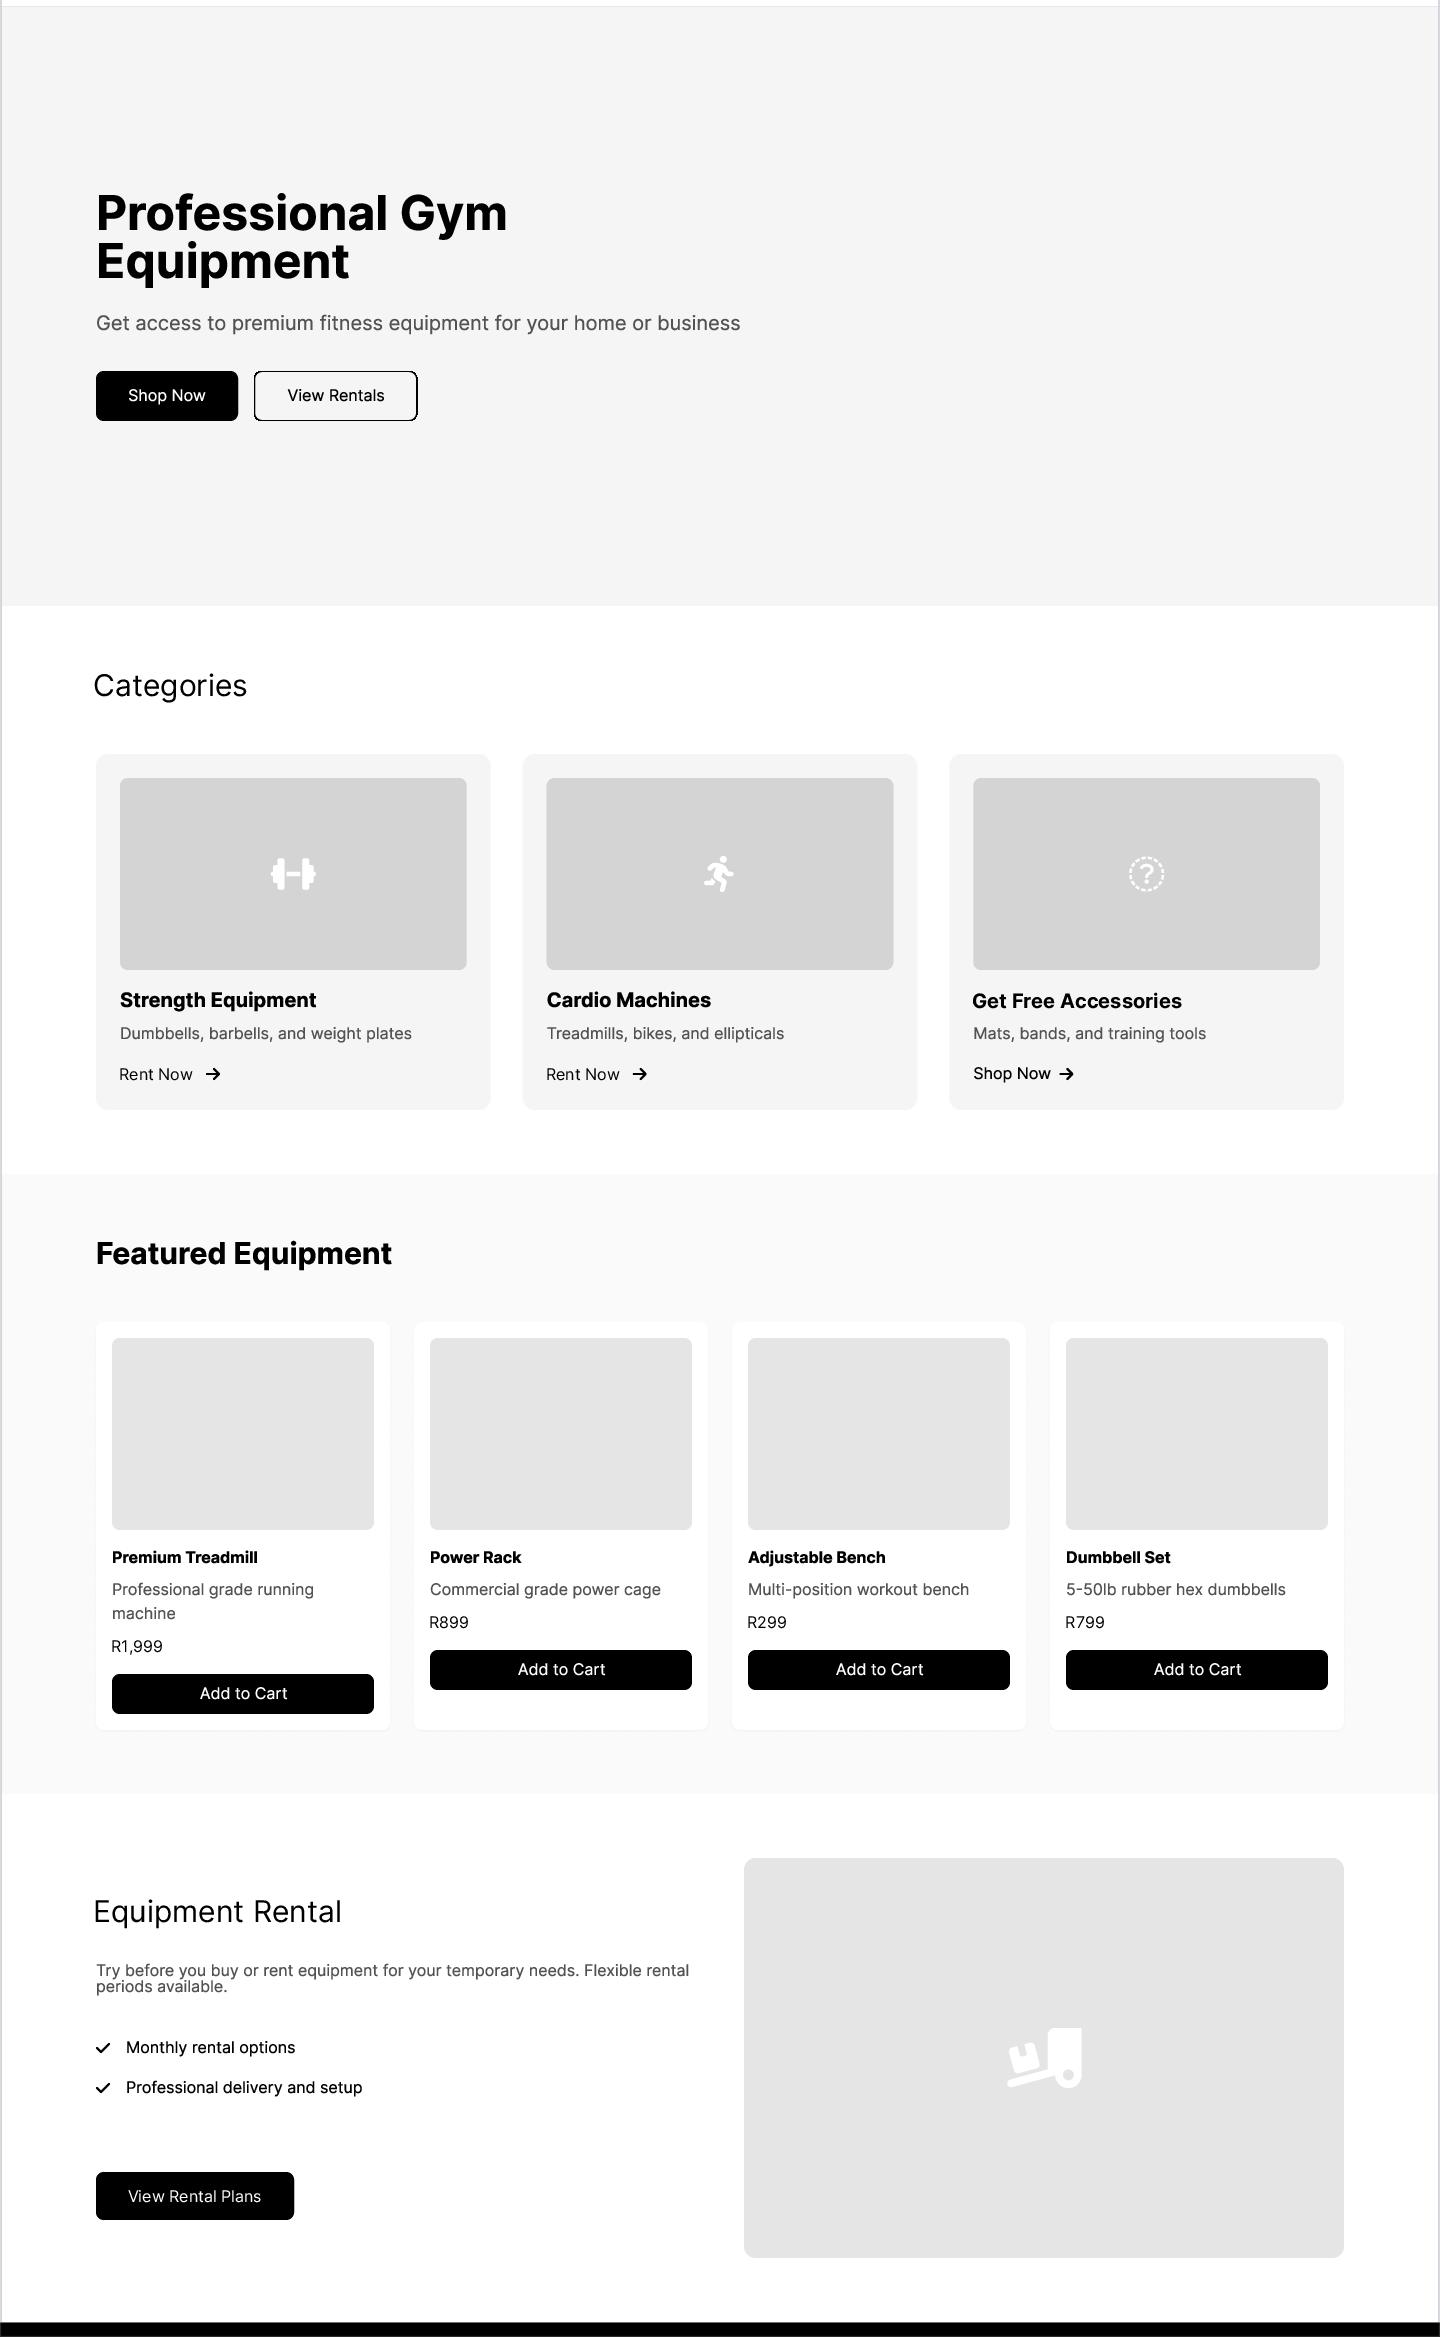 Professional Gym
Equipment
Get access to premium fitness equipment for your home or business
Shop Now
View Rentals
Categories
Strength Equipment
Dumbbells, barbells, and weight plates
Rent Now
Cardio Machines
Treadmills, bikes, and ellipticals
Rent Now
Get Free Accessories
Mats, bands, and training tools
Shop Now
Featured Equipment
Premium Treadmill
Professional grade running
machine
R1,999
Add to Cart
Power Rack
Commercial grade power cage
R899
Add to Cart
Adjustable Bench
Multi-position workout bench
R299
Add to Cart
Dumbbell Set
5-50lb rubber hex dumbbells
R799
Add to Cart
Equipment Rental
Try before you buy or rent equipment for your temporary needs. Flexible rental
periods available.
Monthly rental options
Professional delivery and setup
View Rental Plans